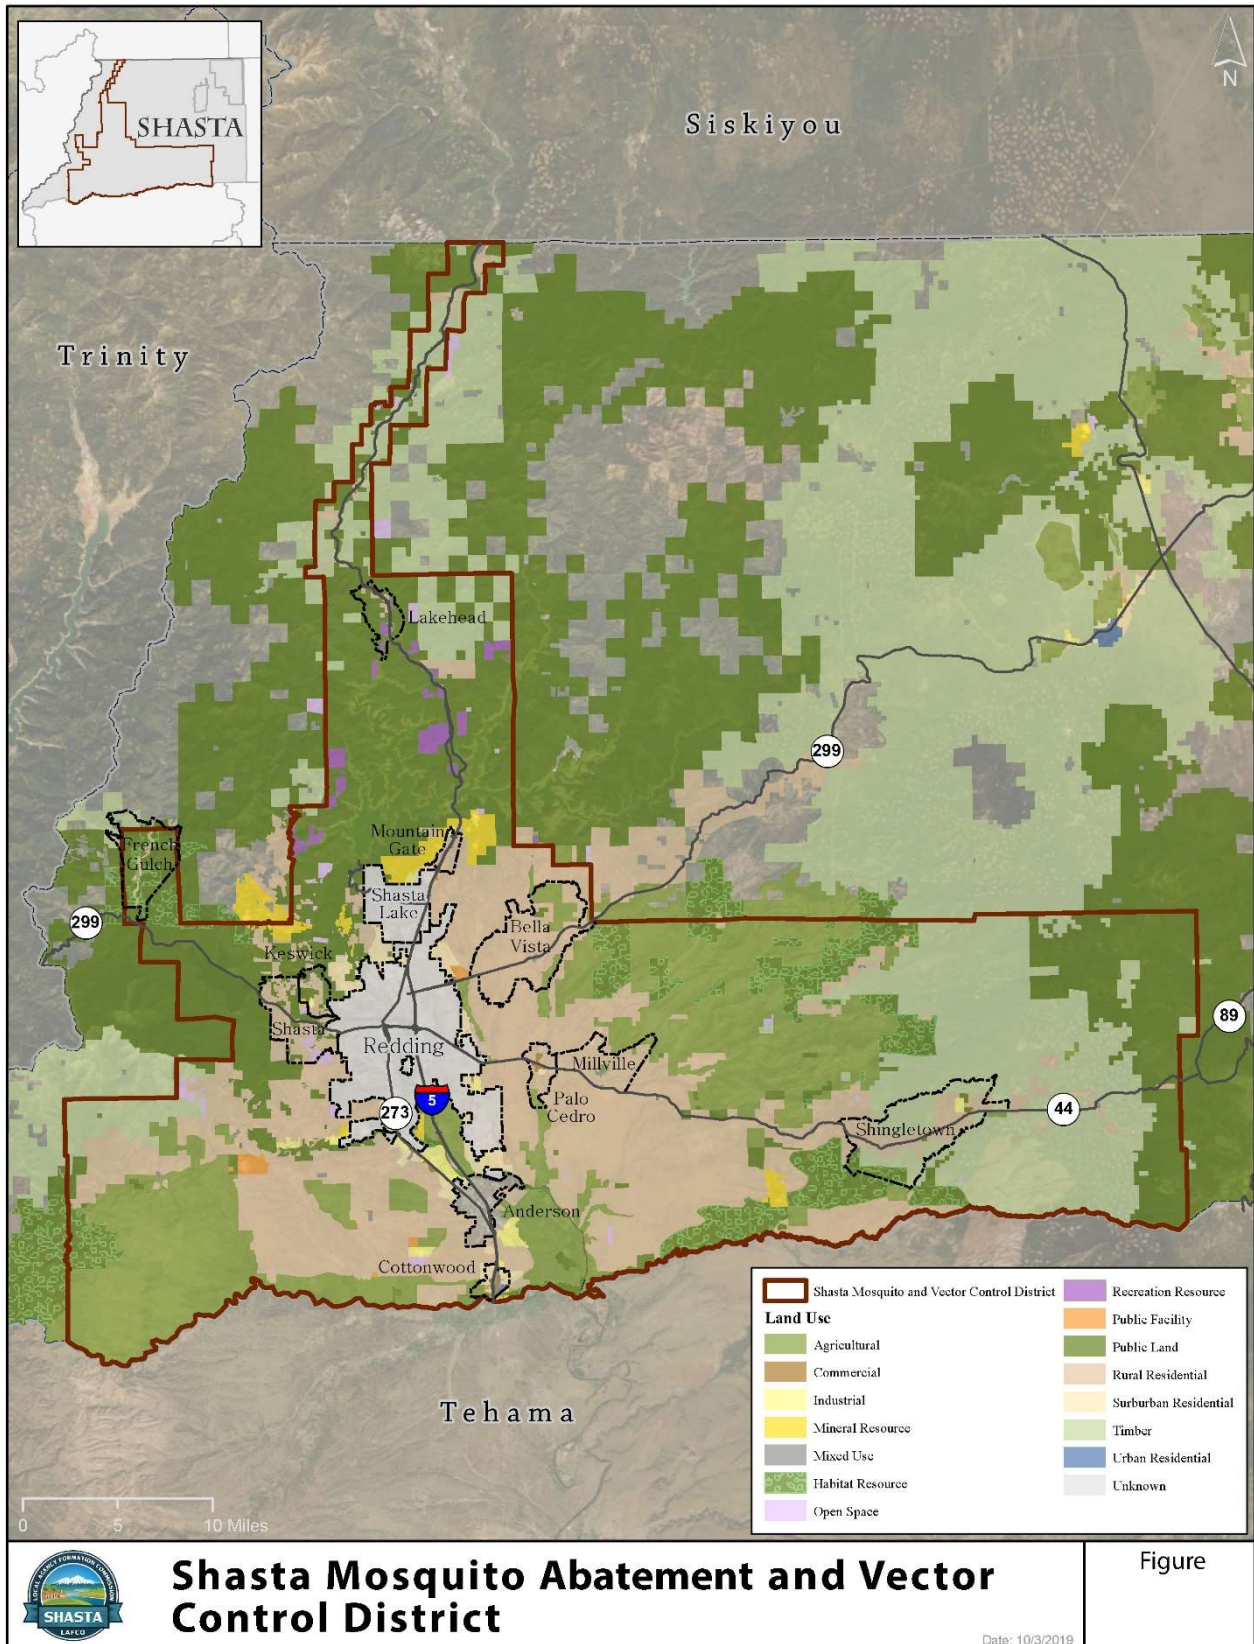 SHASTA
N
Siskiyou
Trinity
Lakehead
299
Mountain
Gate
French
Gulch
Shasta
Lake
299
Bella
Vista
Keswick
89
Shasta
Redding
Millville
5
273
Palo
Cedro
44
Shingletown
Anderson
Cottonwood
Tehama
Shasta Mosquito and Vector Control District
Land Use
Agricultural
Commercial
Industrial
Mineral Resource
Mixed Use
Habitat Resource
Open Space
Recreation Resource
Public Facility
Public Land
Rural Residential
Surburban Residential
Timber
Urban Residential
Unknown
0 5 10 Miles
LOCAL AGENCY FORMATION COMMISSION
SHASTA
LAFCO
Shasta Mosquito Abatement and Vector
Control District
Date: 10/3/2019
Figure